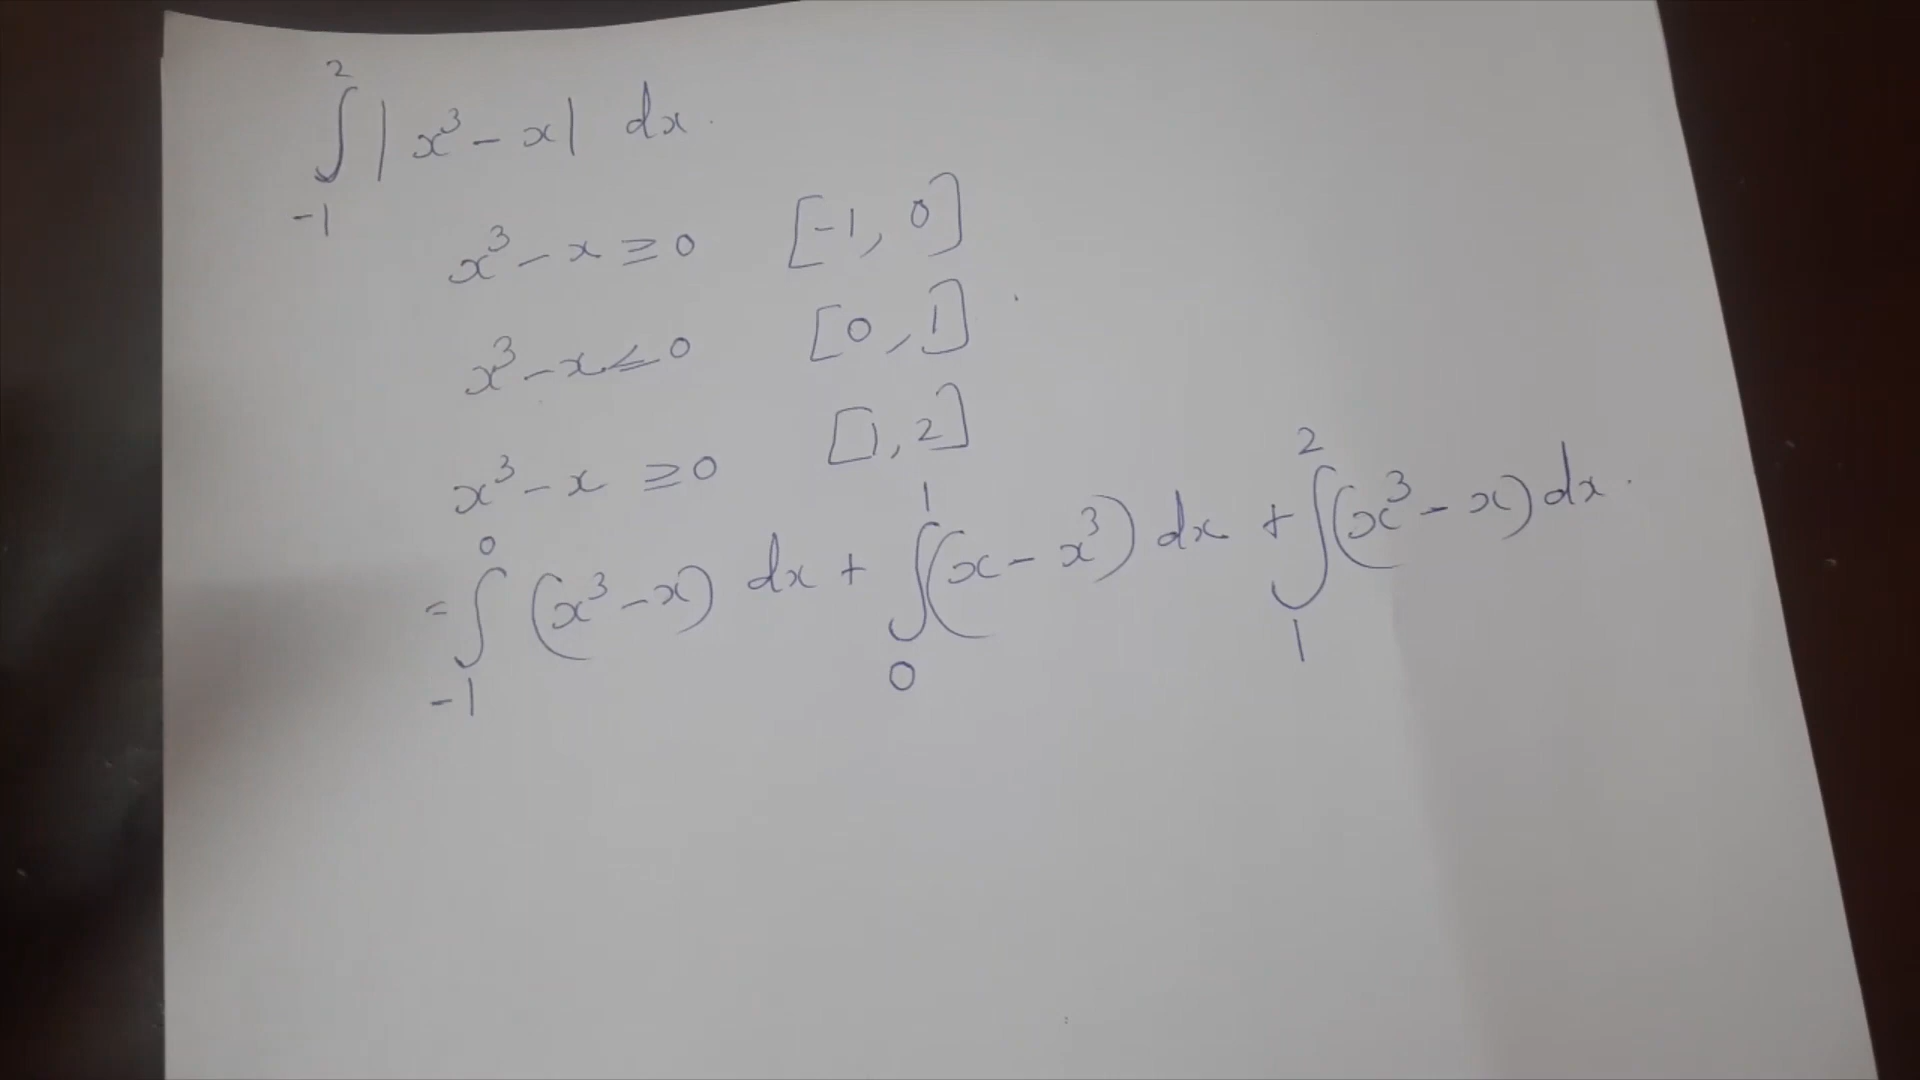 ∫_{-1}^{2} |x³ - x| dx.
x³ - x ≥ 0 [-1, 0]
x³ - x ≤ 0 [0, 1]
x³ - x ≥ 0 [1, 2]
= ∫_{-1}^{0} (x³ - x) dx + ∫_{0}^{1} (x - x³) dx + ∫_{1}^{2} (x³ - x) dx.